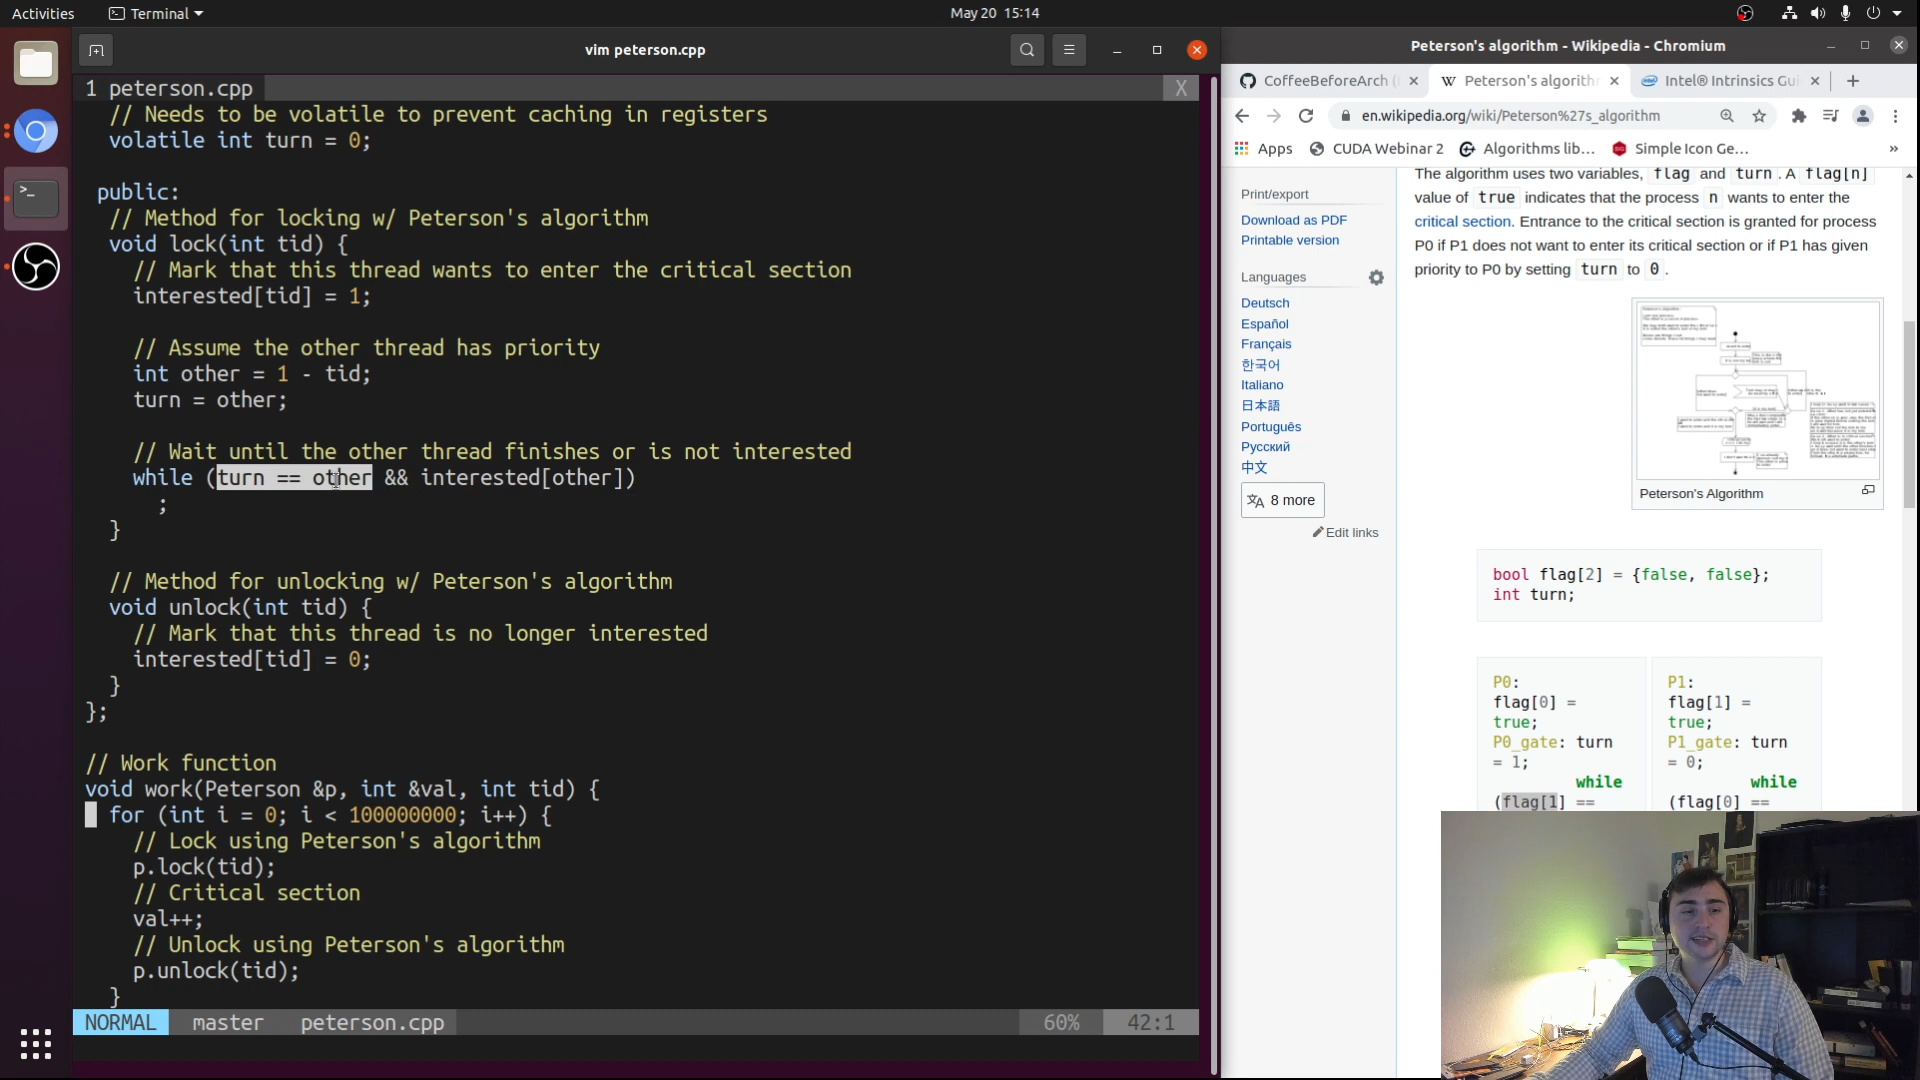 Activities
Terminal
May 20 15:14
vim peterson.cpp
1 peterson.cpp
X
// Needs to be volatile to prevent caching in registers
volatile int turn = 0;
public:
// Method for locking w/ Peterson's algorithm
void lock(int tid) {
// Mark that this thread wants to enter the critical section
interested[tid] = 1;
// Assume the other thread has priority
int other = 1 - tid;
turn = other;
// Wait until the other thread finishes or is not interested
while (turn == other && interested[other])
;
}
// Method for unlocking w/ Peterson's algorithm
void unlock(int tid) {
// Mark that this thread is no longer interested
interested[tid] = 0;
}
};
// Work function
void work(Peterson &p, int &val, int tid) {
for (int i = 0; i < 100000000; i++) {
// Lock using Peterson's algorithm
p.lock(tid);
// Critical section
val++;
// Unlock using Peterson's algorithm
p.unlock(tid);
}
NORMAL master peterson.cpp 60% 42:1
Peterson's algorithm - Wikipedia - Chromium
CoffeeBeforeArch (
Peterson's algorith
Intel® Intrinsics Gui
en.wikipedia.org/wiki/Peterson%27s_algorithm
Apps
CUDA Webinar 2
Algorithms lib...
Simple Icon Ge...
»
Print/export
Download as PDF
Printable version
Languages
Deutsch
Español
Français
한국어
Italiano
日本語
Português
Русский
中文
8 more
Edit links
The algorithm uses two variables, flag and turn . A flag[n]
value of true indicates that the process n wants to enter the
critical section. Entrance to the critical section is granted for process
P0 if P1 does not want to enter its critical section or if P1 has given
priority to P0 by setting turn to 0 .
Peterson's Algorithm
bool flag[2] = {false, false};
int turn;
P0:
flag[0] =
true;
P0_gate: turn
= 1;
while
(flag[1] ==
P1:
flag[1] =
true;
P1_gate: turn
= 0;
while
(flag[0] ==